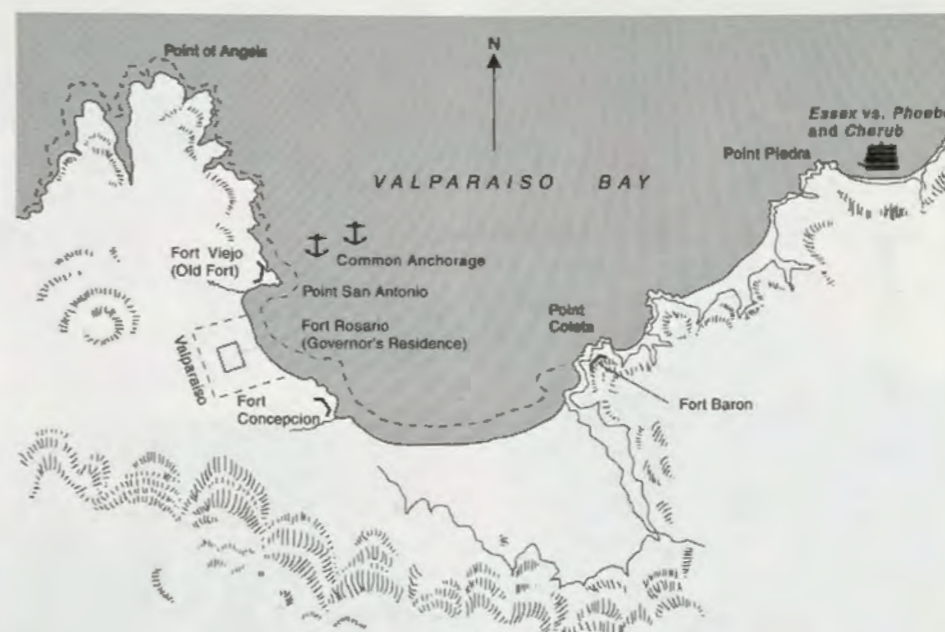 Point of Angels
N
Essex vs. Phoebe
and Cherub
Point Piedra
VALPARAISO BAY
Fort Viejo
(Old Fort)
Common Anchorage
Point San Antonio
Point
Coleta
Fort Rosario
(Governor's Residence)
Valparaiso
Fort
Concepcion
Fort Baron